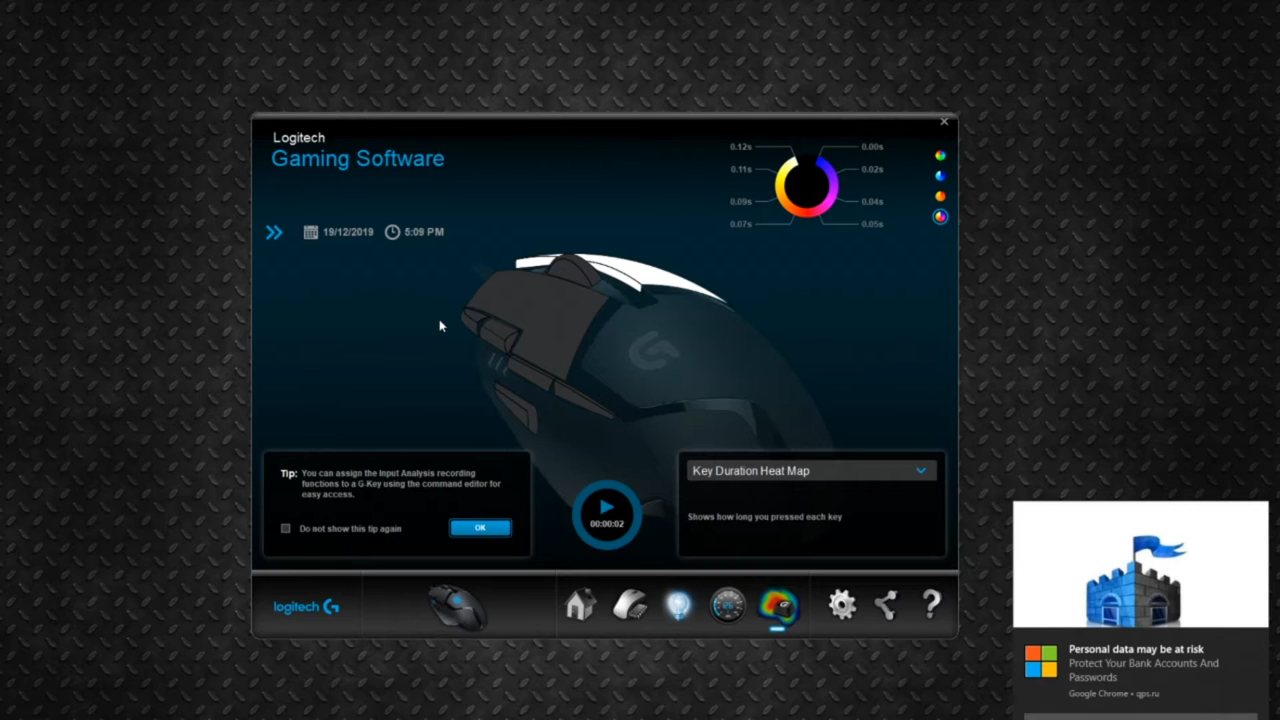 Logitech
Gaming Software
0.12s
0.00s
0.11s
0.02s
0.09s
0.04s
0.07s
0.05s
19/12/2019
5:09 PM
Tip: You can assign the Input Analysis recording
functions to a G-Key using the command editor for
easy access.
Do not show this tip again
OK
00:00:02
Key Duration Heat Map
Shows how long you pressed each key
logitech
?
Personal data may be at risk
Protect Your Bank Accounts And
Passwords
Google Chrome • qps.ru